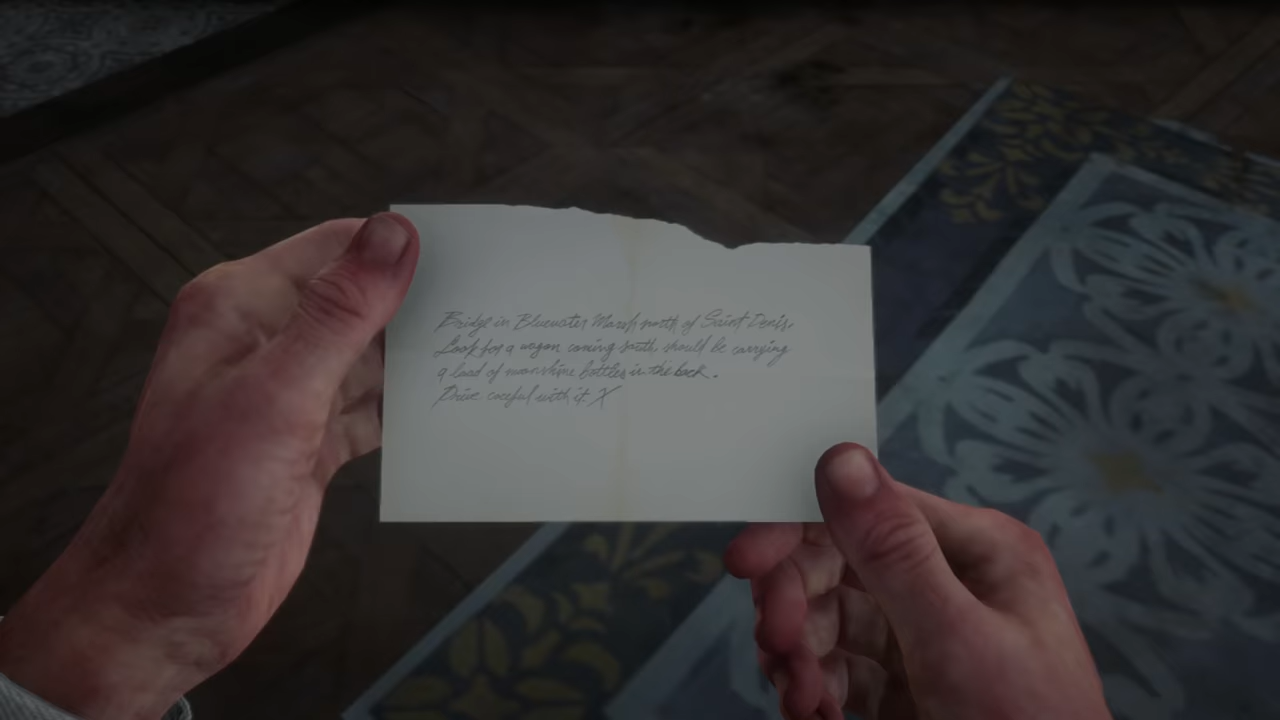 Bridge in Bluewater Marsh north of Saint Denis.
Look for a wagon coming south, should be carrying
a load of moonshine bottles in the back.
Drive careful with it. X